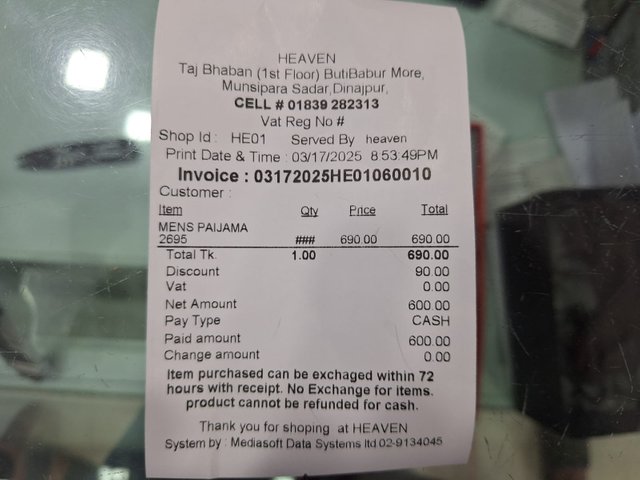 HEAVEN
Taj Bhaban (1st Floor) ButiBabur More,
Munsipara Sadar,Dinajpur,
CELL # 01839 282313
Vat Reg No #
Shop Id : HE01 Served By heaven
Print Date & Time : 03/17/2025 8:53:49PM
Invoice : 03172025HE01060010
Customer :
Item Qty Price Total
MENS PAIJAMA
2695 ### 690.00 690.00
Total Tk. 1.00 690.00
Discount 90.00
Vat 0.00
Net Amount 600.00
Pay Type CASH
Paid amount 600.00
Change amount 0.00
Item purchased can be exchaged within 72
hours with receipt. No Exchange for items.
product cannot be refunded for cash.
Thank you for shoping at HEAVEN
System by : Mediasoft Data Systems ltd 02-9134045